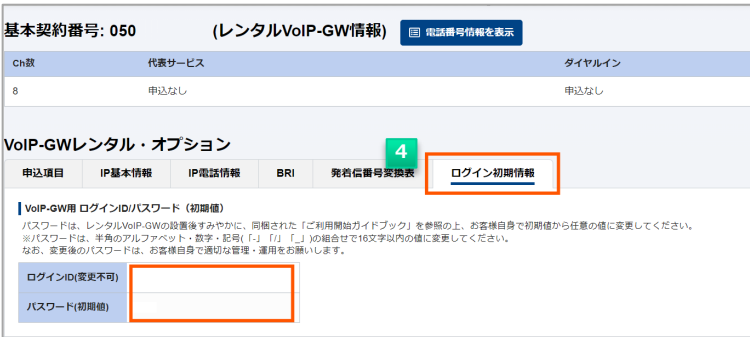 基本契約番号: 050 (レンタルVoIP-GW情報) 電話番号情報を表示
Ch数 代表サービス ダイヤルイン
8 申込なし 申込なし
VoIP-GWレンタル・オプション
4
申込項目 IP基本情報 IP電話情報 BRI 発着信番号変換表 ログイン初期情報
VoIP-GW用 ログインID/パスワード（初期値）
パスワードは、レンタルVoIP-GWの設置後すみやかに、同梱された「ご利用開始ガイドブック」を参照の上、お客様自身で初期値から任意の値に変更してください。
※パスワードは、半角のアルファベット・数字・記号(「-」「/」「_」)の組合せで16文字以内の値に変更してください。
なお、変更後のパスワードは、お客様自身で適切な管理・運用をお願いします。
ログインID(変更不可)
パスワード(初期値)